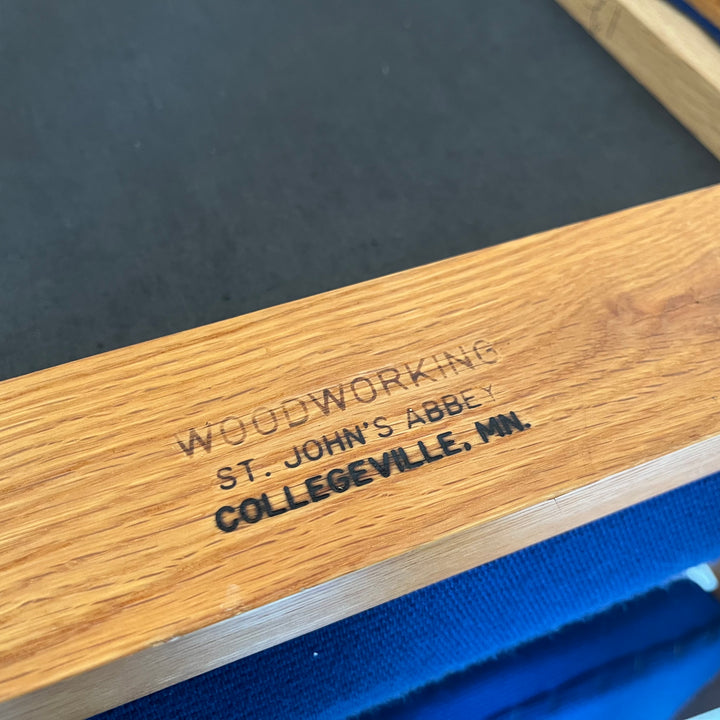 WOODWORKING
ST. JOHN'S ABBEY
COLLEGEVILLE, MN.